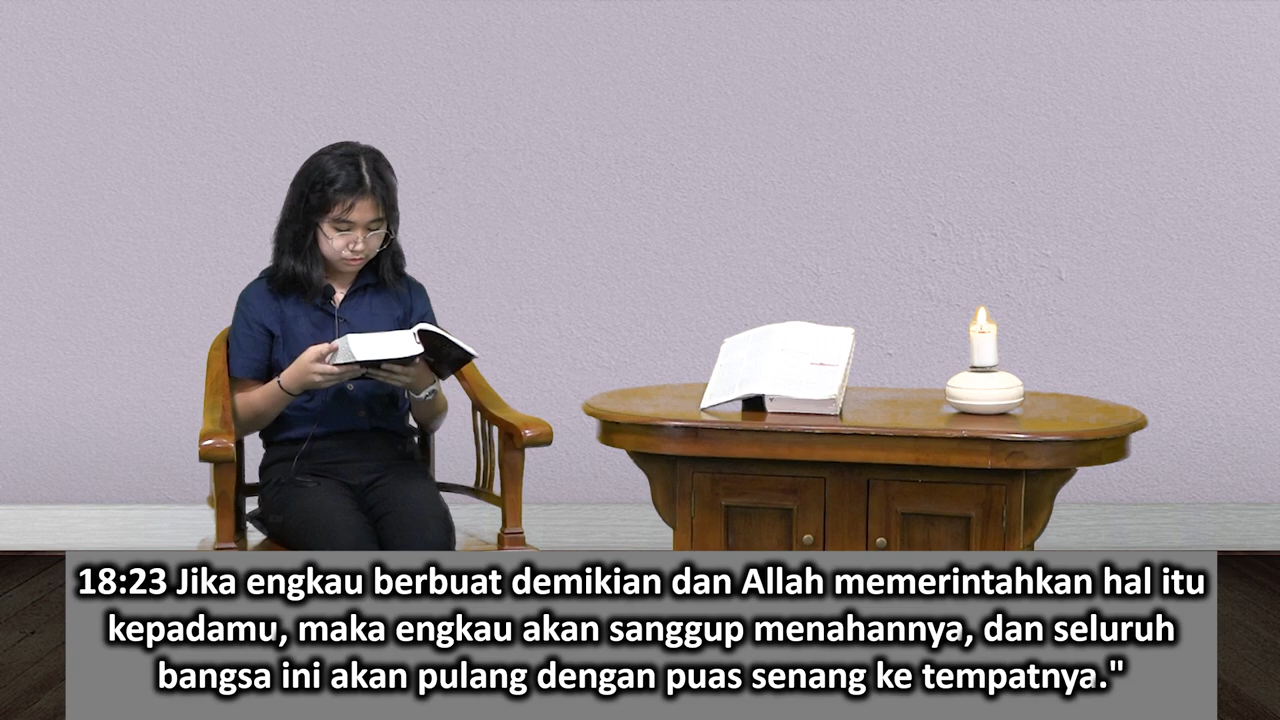 18:23 Jika engkau berbuat demikian dan Allah memerintahkan hal itu
kepadamu, maka engkau akan sanggup menahannya, dan seluruh
bangsa ini akan pulang dengan puas senang ke tempatnya."